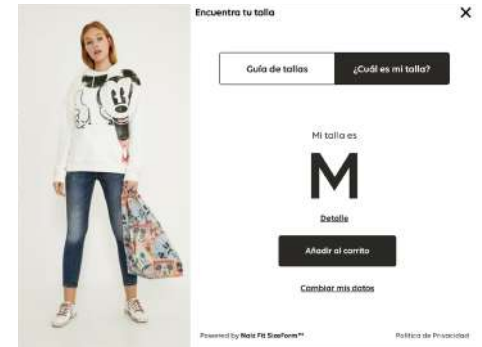 Encuentra tu talla
Guía de tallas
¿Cuál es mi talla?
Mi talla es
M
Detalle
Añadir al carrito
Cambiar mis datos
Powered by Naiz Fit SizeForm™
Política de Privacidad